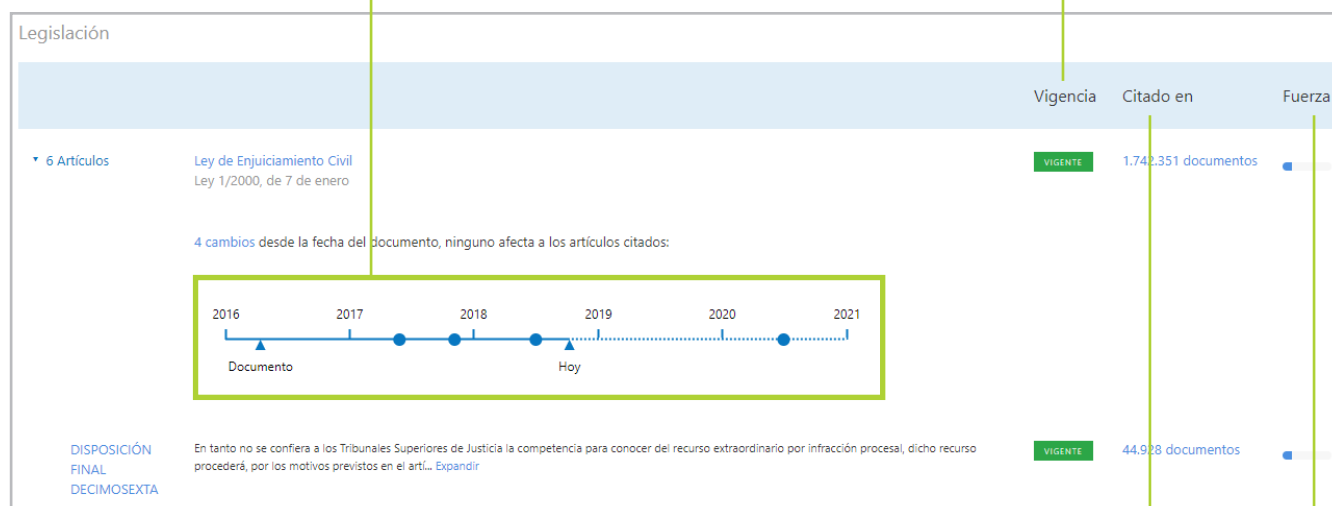 Legislación
Vigencia Citado en Fuerza
6 Artículos Ley de Enjuiciamiento Civil VIGENTE 1.742.351 documentos
Ley 1/2000, de 7 de enero
4 cambios desde la fecha del documento, ninguno afecta a los artículos citados:
2016 2017 2018 2019 2020 2021
Documento Hoy
DISPOSICIÓN FINAL DECIMOSEXTA
En tanto no se confiera a los Tribunales Superiores de Justicia la competencia para conocer del recurso extraordinario por infracción procesal, dicho recurso
procederá, por los motivos previstos en el artí... Expandir
VIGENTE 44.928 documentos